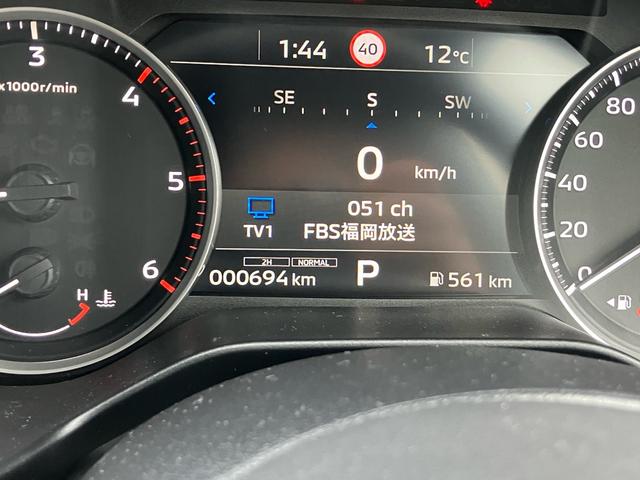 1:44 40 12°C
SE S SW
0 km/h
TV1 051 ch
FBS福岡放送
2H NORMAL
000694 km P 561 km
3
x1000r/min
4
5
6
H
80
60
40
20
0